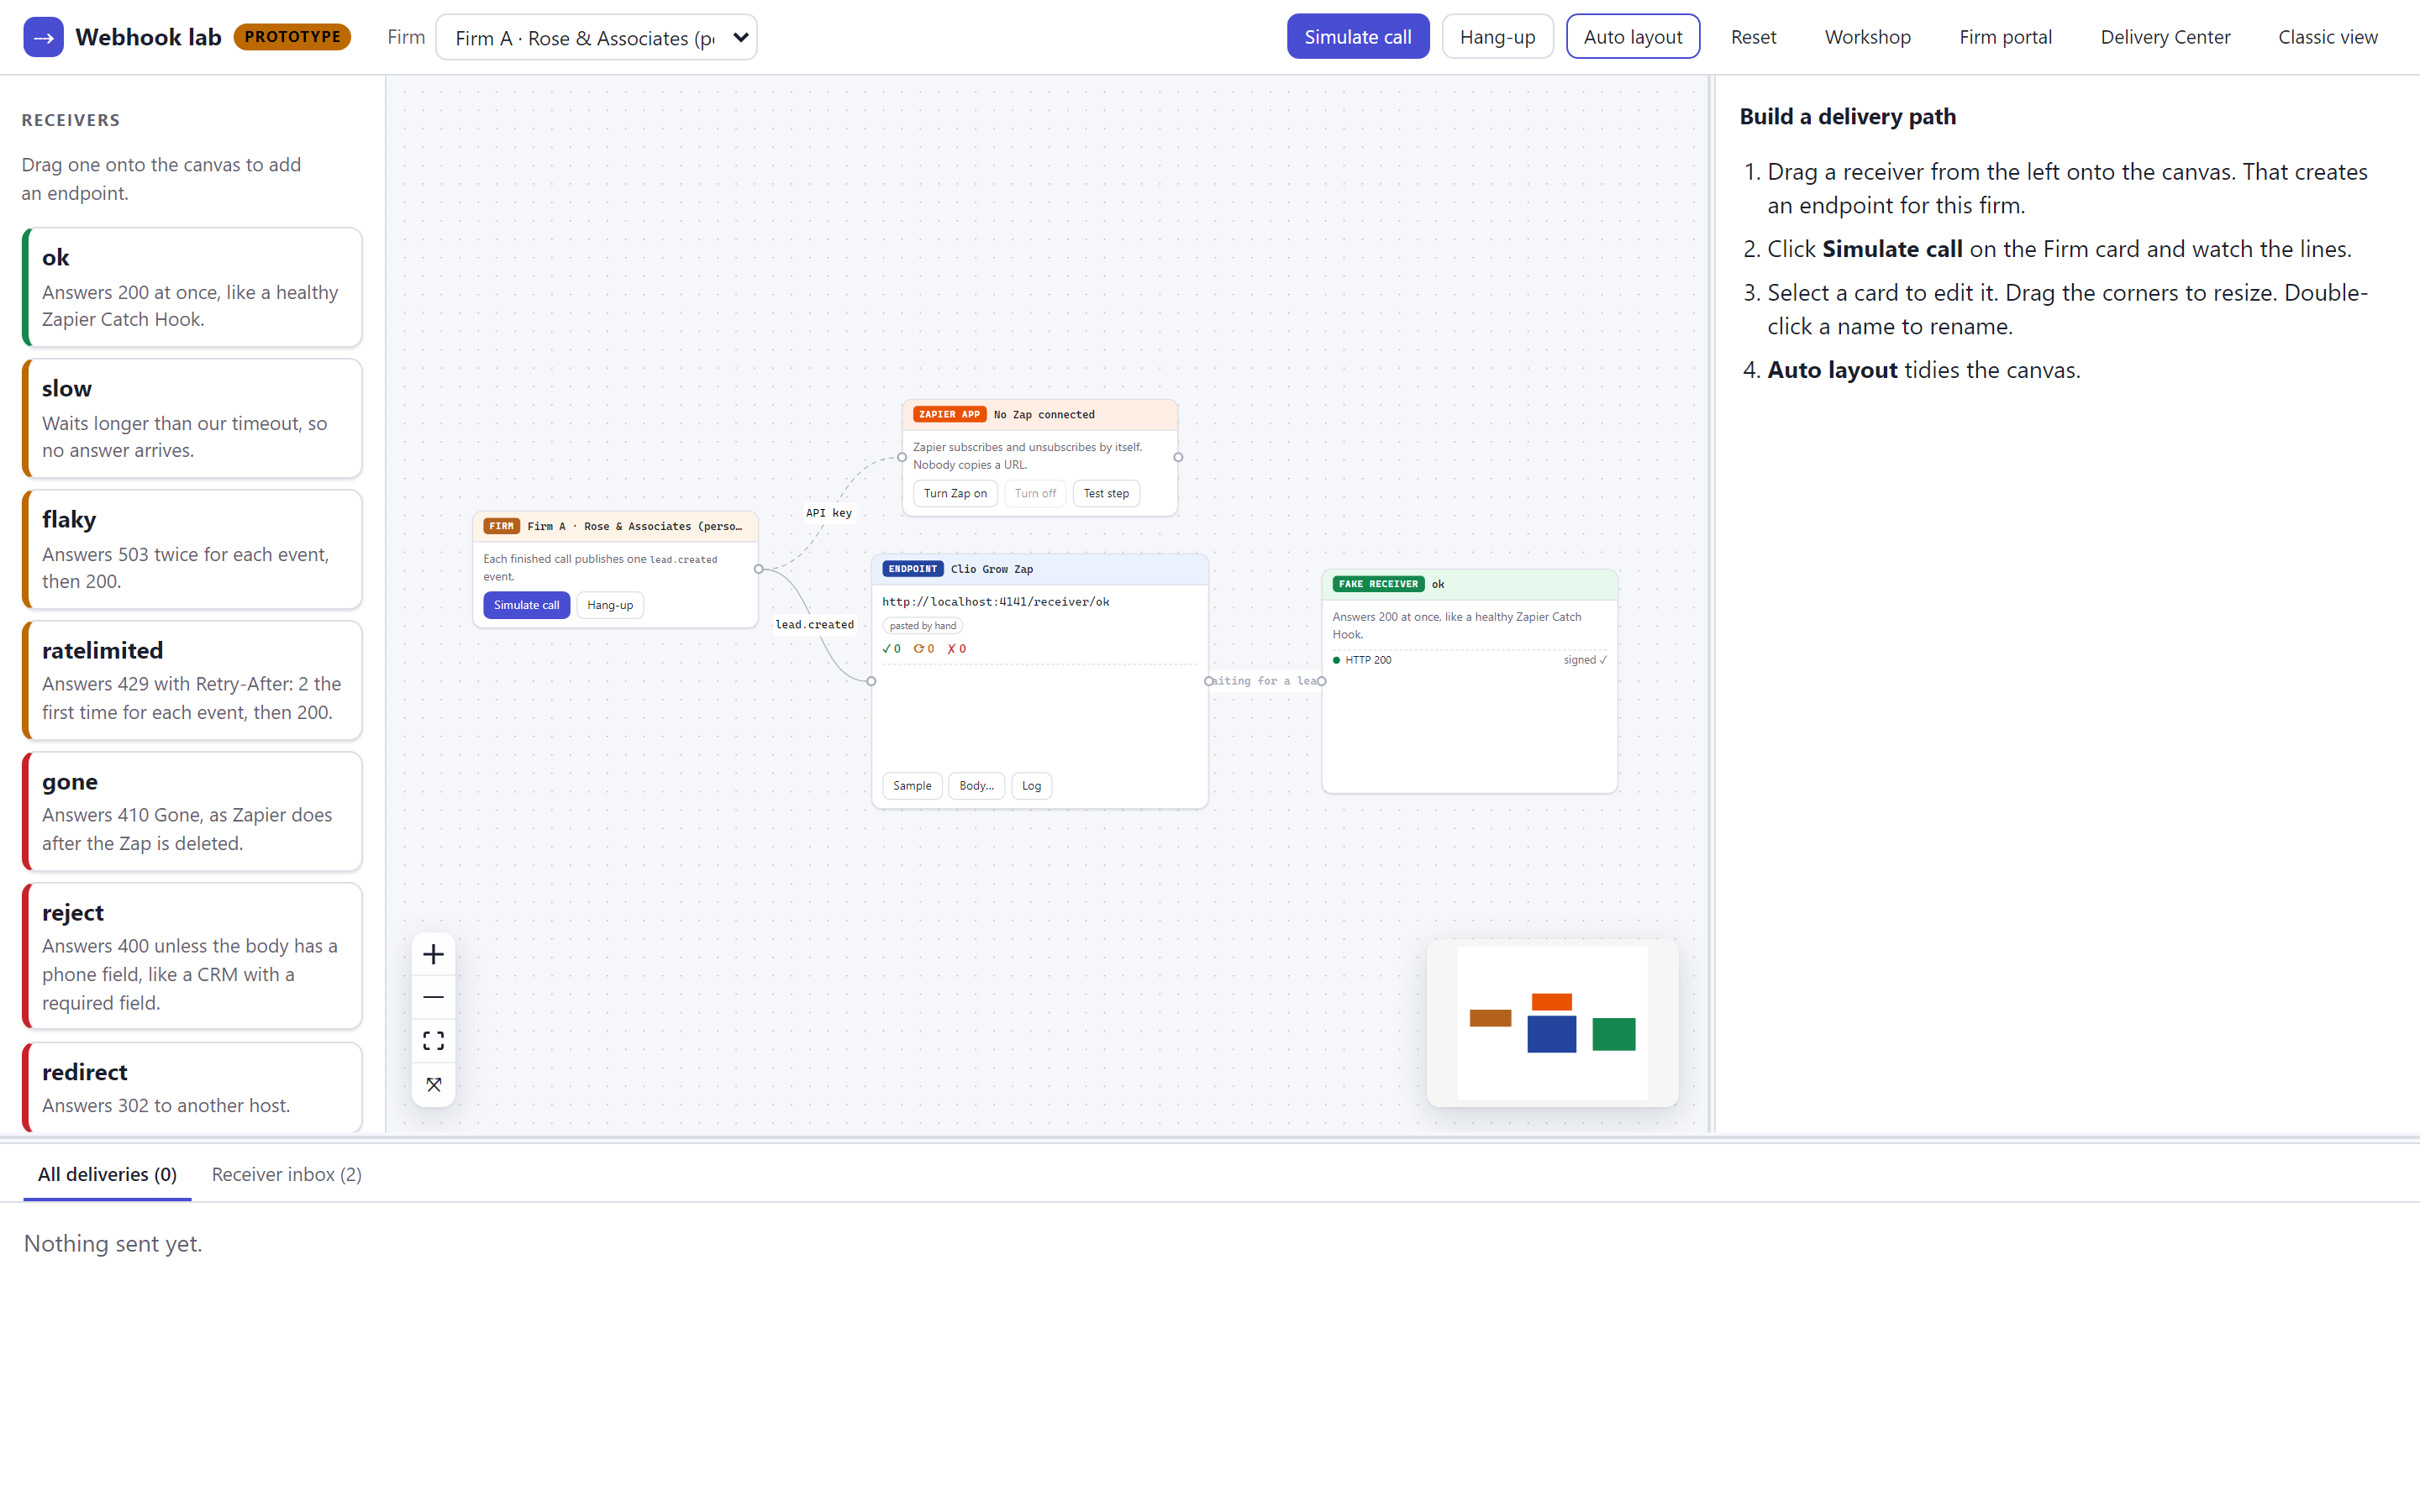 Webhook lab PROTOTYPE Firm Firm A · Rose & Associates (pe Simulate call Hang-up Auto layout Reset Workshop Firm portal Delivery Center Classic view
RECEIVERS
Drag one onto the canvas to add
an endpoint.
ok
Answers 200 at once, like a healthy
Zapier Catch Hook.
slow
Waits longer than our timeout, so
no answer arrives.
flaky
Answers 503 twice for each event,
then 200.
ratelimited
Answers 429 with Retry-After: 2 the
first time for each event, then 200.
gone
Answers 410 Gone, as Zapier does
after the Zap is deleted.
reject
Answers 400 unless the body has a
phone field, like a CRM with a
required field.
redirect
Answers 302 to another host.
FIRM Firm A · Rose & Associates (perso…
Each finished call publishes one lead.created
event.
Simulate call Hang-up
API key
lead.created
ZAPIER APP No Zap connected
Zapier subscribes and unsubscribes by itself.
Nobody copies a URL.
Turn Zap on Turn off Test step
ENDPOINT Clio Grow Zap
http://localhost:4141/receiver/ok
pasted by hand
✓ 0 ⟳ 0 ✗ 0
Sample Body… Log
aiting for a lea
FAKE RECEIVER ok
Answers 200 at once, like a healthy Zapier Catch
Hook.
HTTP 200 signed ✓
Build a delivery path
1. Drag a receiver from the left onto the canvas. That creates
an endpoint for this firm.
2. Click Simulate call on the Firm card and watch the lines.
3. Select a card to edit it. Drag the corners to resize. Double-
click a name to rename.
4. Auto layout tidies the canvas.
All deliveries (0) Receiver inbox (2)
Nothing sent yet.